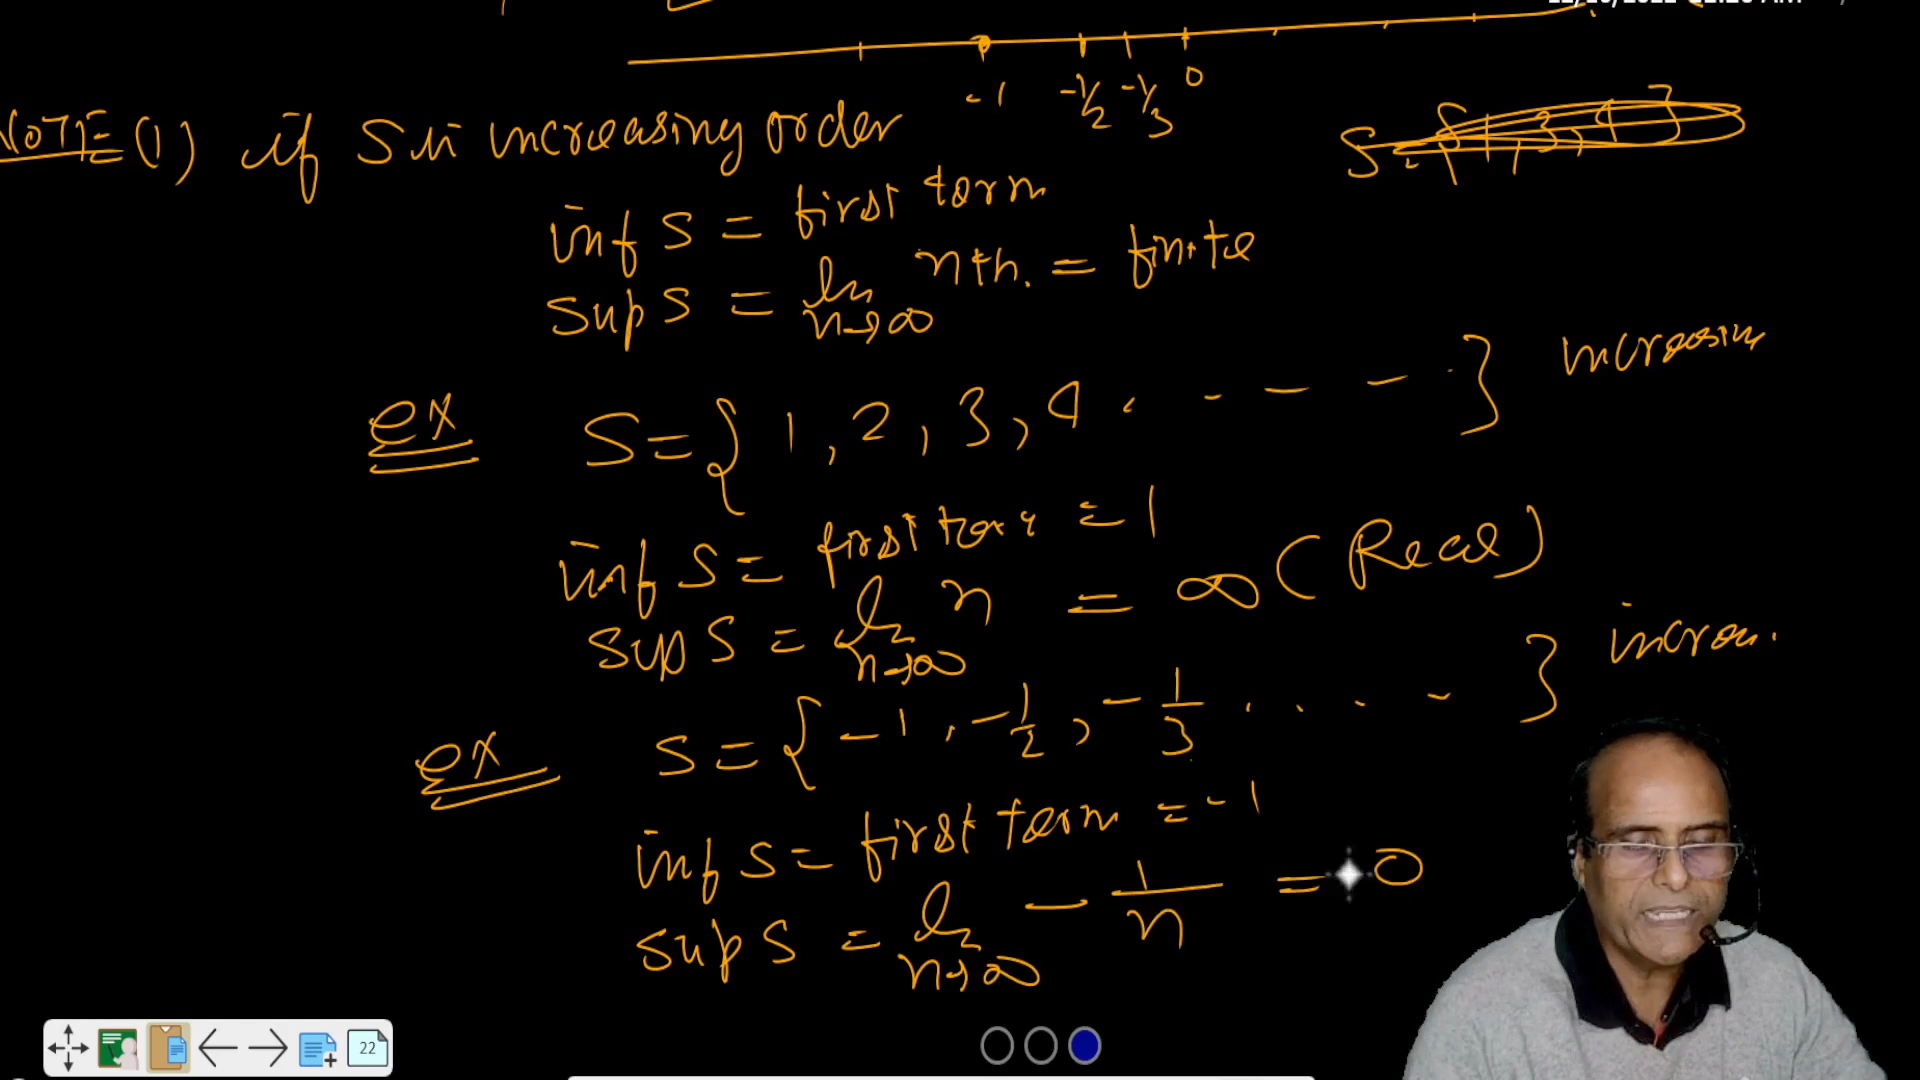 -1 -1/2 -1/3 0
NOTE (1) if S in increasing order
inf S = first term
sup S = lim n→∞ nth. = finite
ex S = { 1, 2, 3, 4 . - - - - } increasing
inf S = first term = 1
sup S = lim n→∞ n = ∞ (Real)
ex S = { -1, -1/2, -1/3 . . . . - } increa.
inf S = first term = -1
sup S = lim n→∞ - 1/n = 0
22